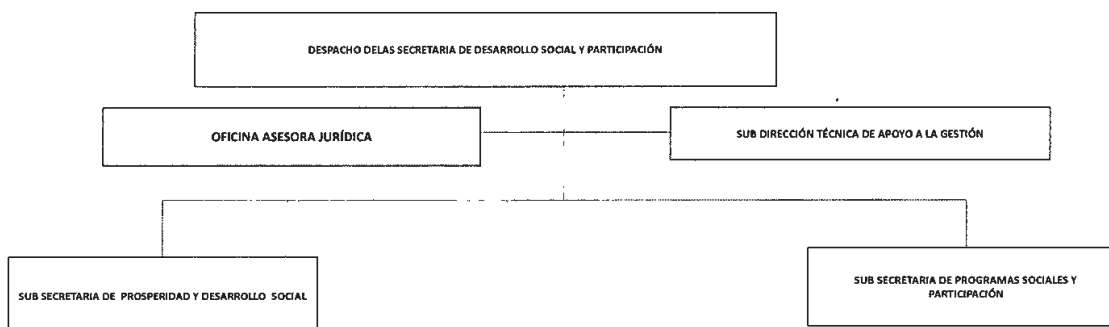 DESPACHO DELAS SECRETARIA DE DESARROLLO SOCIAL Y PARTICIPACIÓN
OFICINA ASESORA JURÍDICA
SUB DIRECCIÓN TÉCNICA DE APOYO A LA GESTIÓN
SUB SECRETARIA DE PROSPERIDAD Y DESARROLLO SOCIAL
SUB SECRETARIA DE PROGRAMAS SOCIALES Y
PARTICIPACIÓN